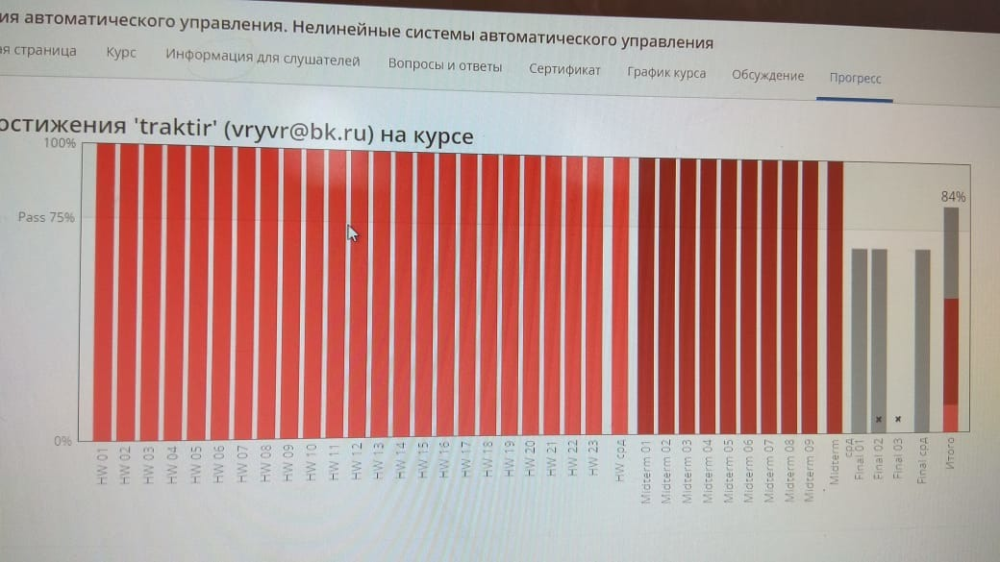 ия автоматического управления. Нелинейные системы автоматического управления
ая страница Курс Информация для слушателей Вопросы и ответы Сертификат График курса Обсуждение Прогресс
остижения 'traktir' (vryvr@bk.ru) на курсе
100%
Pass 75%
84%
0%
HW 01
HW 02
HW 03
HW 04
HW 05
HW 06
HW 07
HW 08
HW 09
HW 10
HW 11
HW 12
HW 13
HW 14
HW 15
HW 16
HW 17
HW 18
HW 19
HW 20
HW 21
HW 22
HW 23
HW срд
Midterm 01
Midterm 02
Midterm 03
Midterm 04
Midterm 05
Midterm 06
Midterm 07
Midterm 08
Midterm 09
Midterm
срд
Final 01
Final 02
Final 03
Final срд
Итого